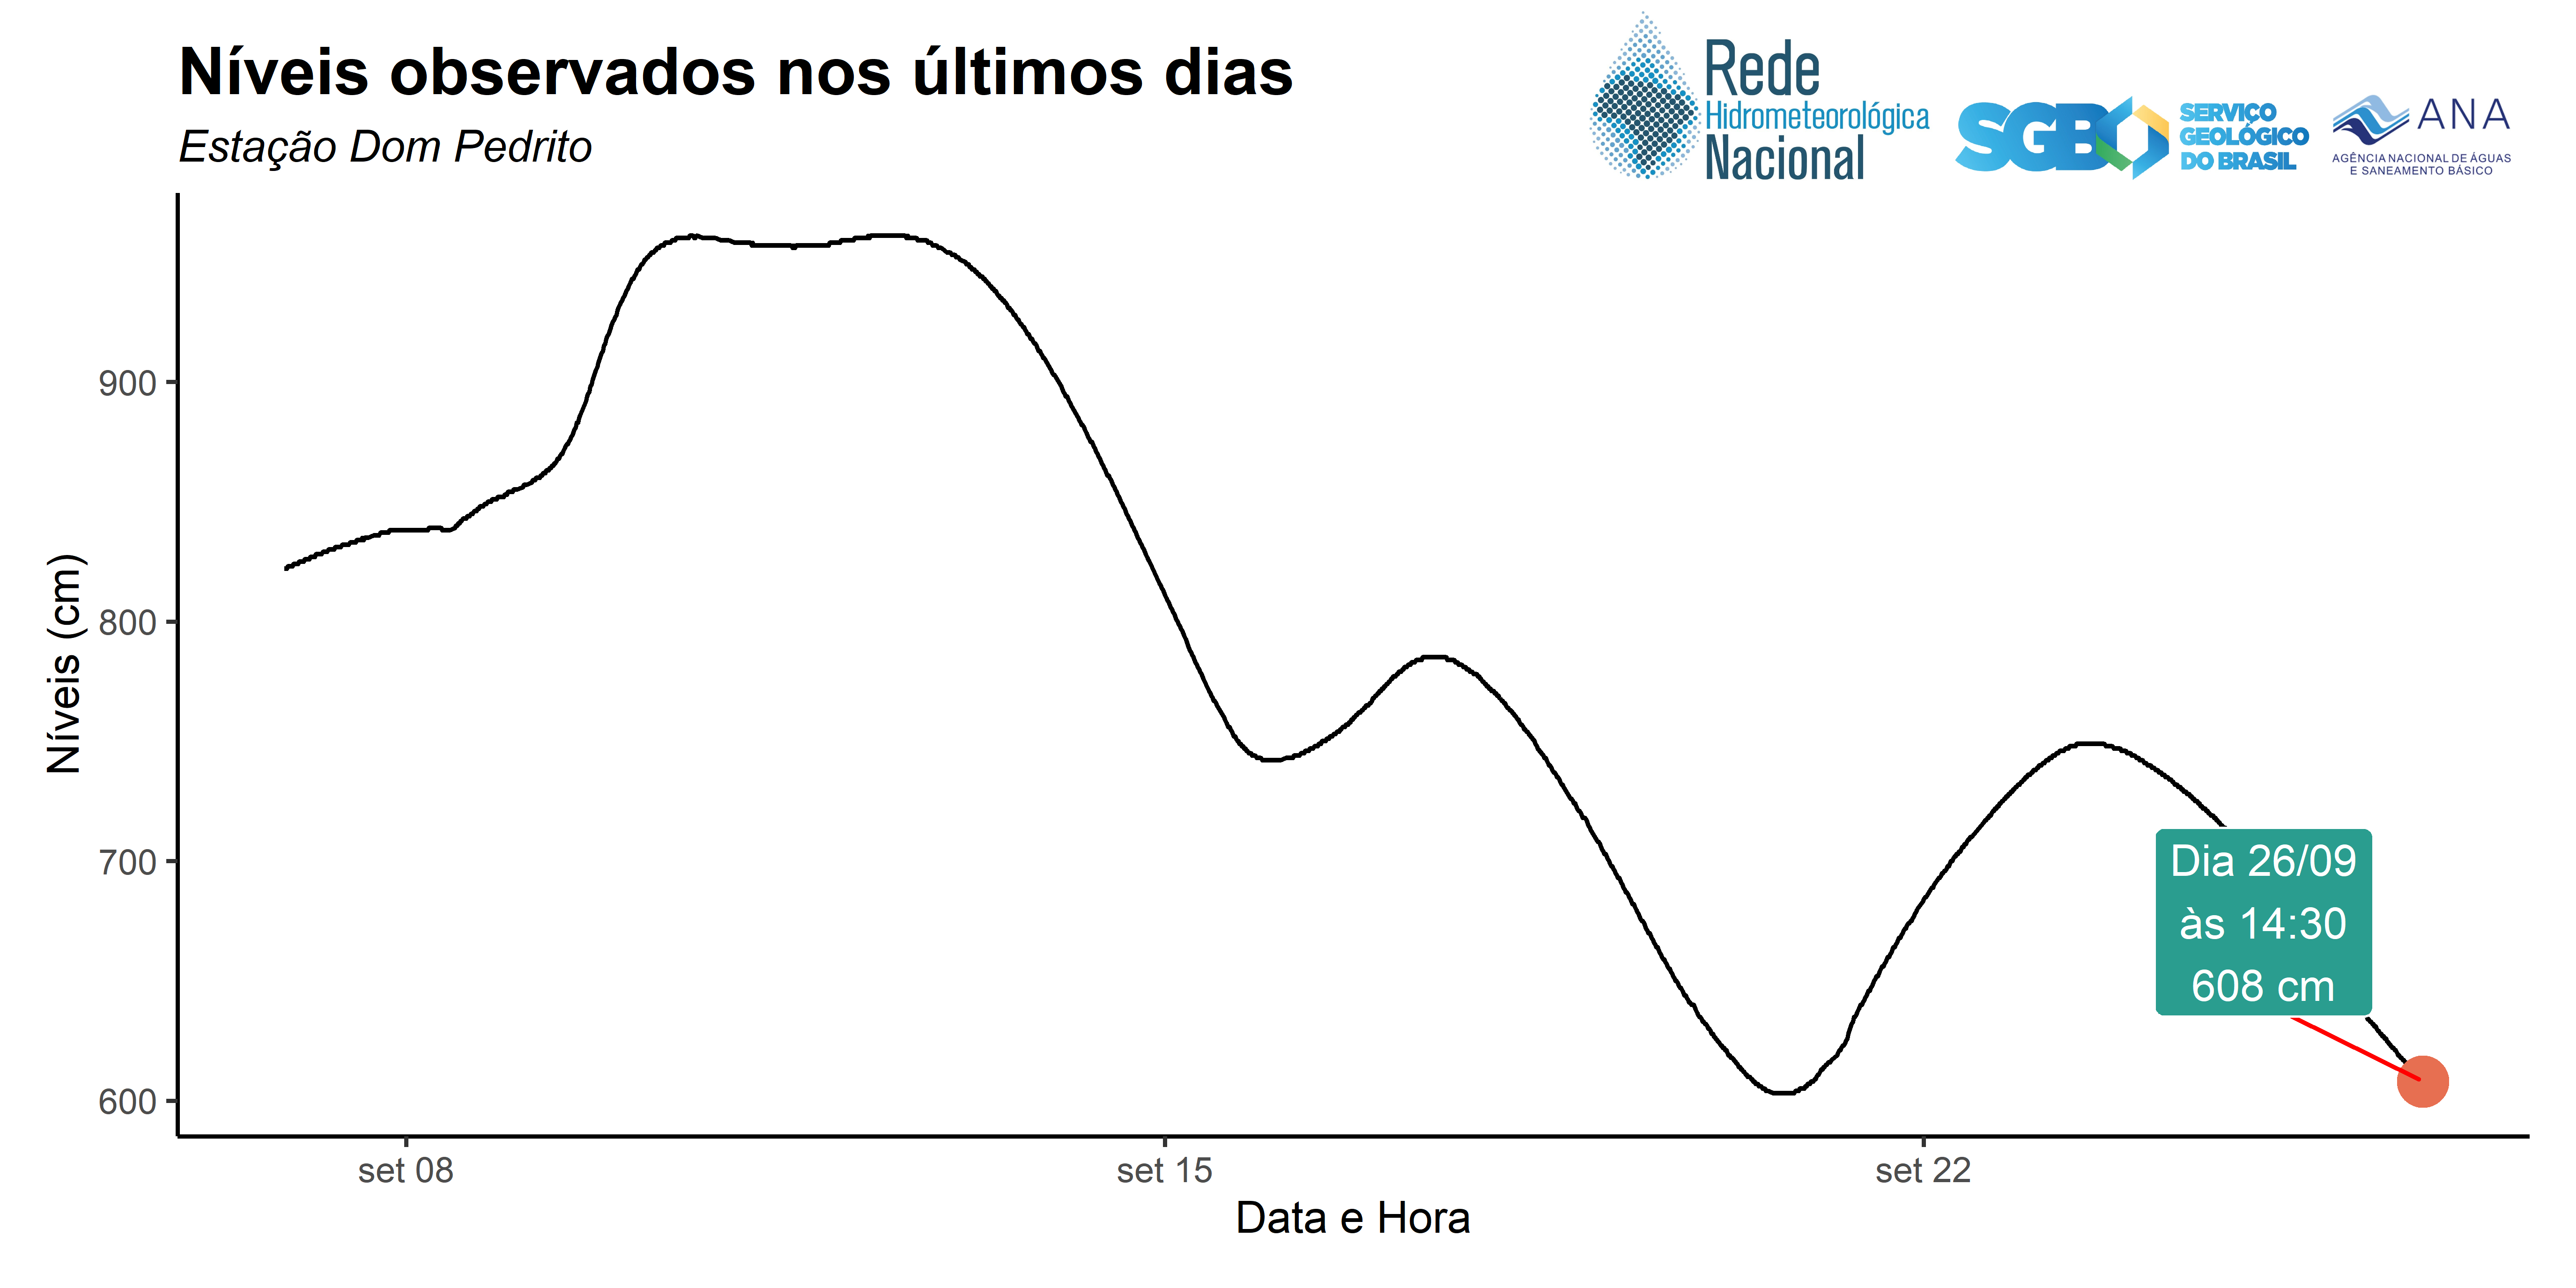 Níveis observados nos últimos dias
Estação Dom Pedrito
Rede
Hidrometeorológica
Nacional
SGB
SERVIÇO
GEOLÓGICO
DO BRASIL
ANA
AGÊNCIA NACIONAL DE ÁGUAS
E SANEAMENTO BÁSICO
Níveis (cm)
900
800
700
600
Dia 26/09
às 14:30
608 cm
set 08
set 15
set 22
Data e Hora